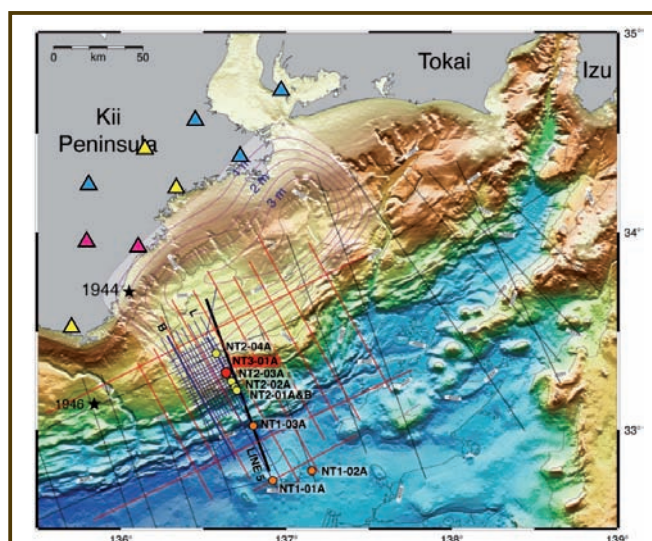 35°
0 50
km
Tokai
Izu
Kii
Peninsula
2 m
3 m
34°
1944
B
L
NT2-04A
NT3-01A
NT2-03A
NT2-02A
NT2-01A&B
1946
NT1-03A
33°
LINE 5
NT1-02A
NT1-01A
136°
137°
138°
139°